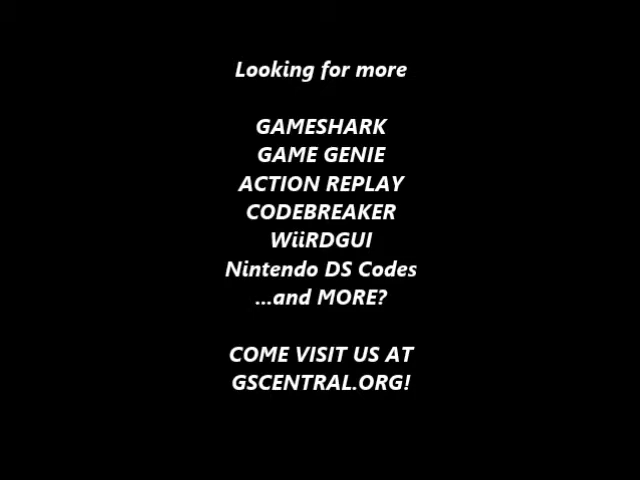 Looking for more
GAMESHARK
GAME GENIE
ACTION REPLAY
CODEBREAKER
WiiRDGUI
Nintendo DS Codes
...and MORE?
COME VISIT US AT
GSCENTRAL.ORG!